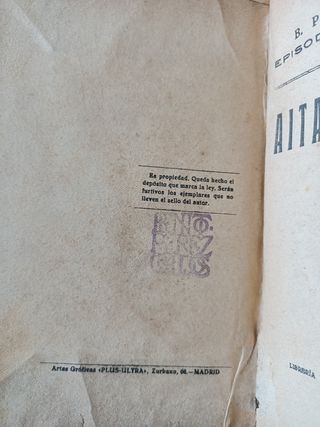 Es propiedad. Queda hecho el
depósito que marca la ley. Serán
furtivos los ejemplares que no
lleven el sello del autor.
Artes Gráficas «PLUS-ULTRA», Zurbano, 68.—MADRID
B. P
EPISOD
AITA
LIBRERÍA